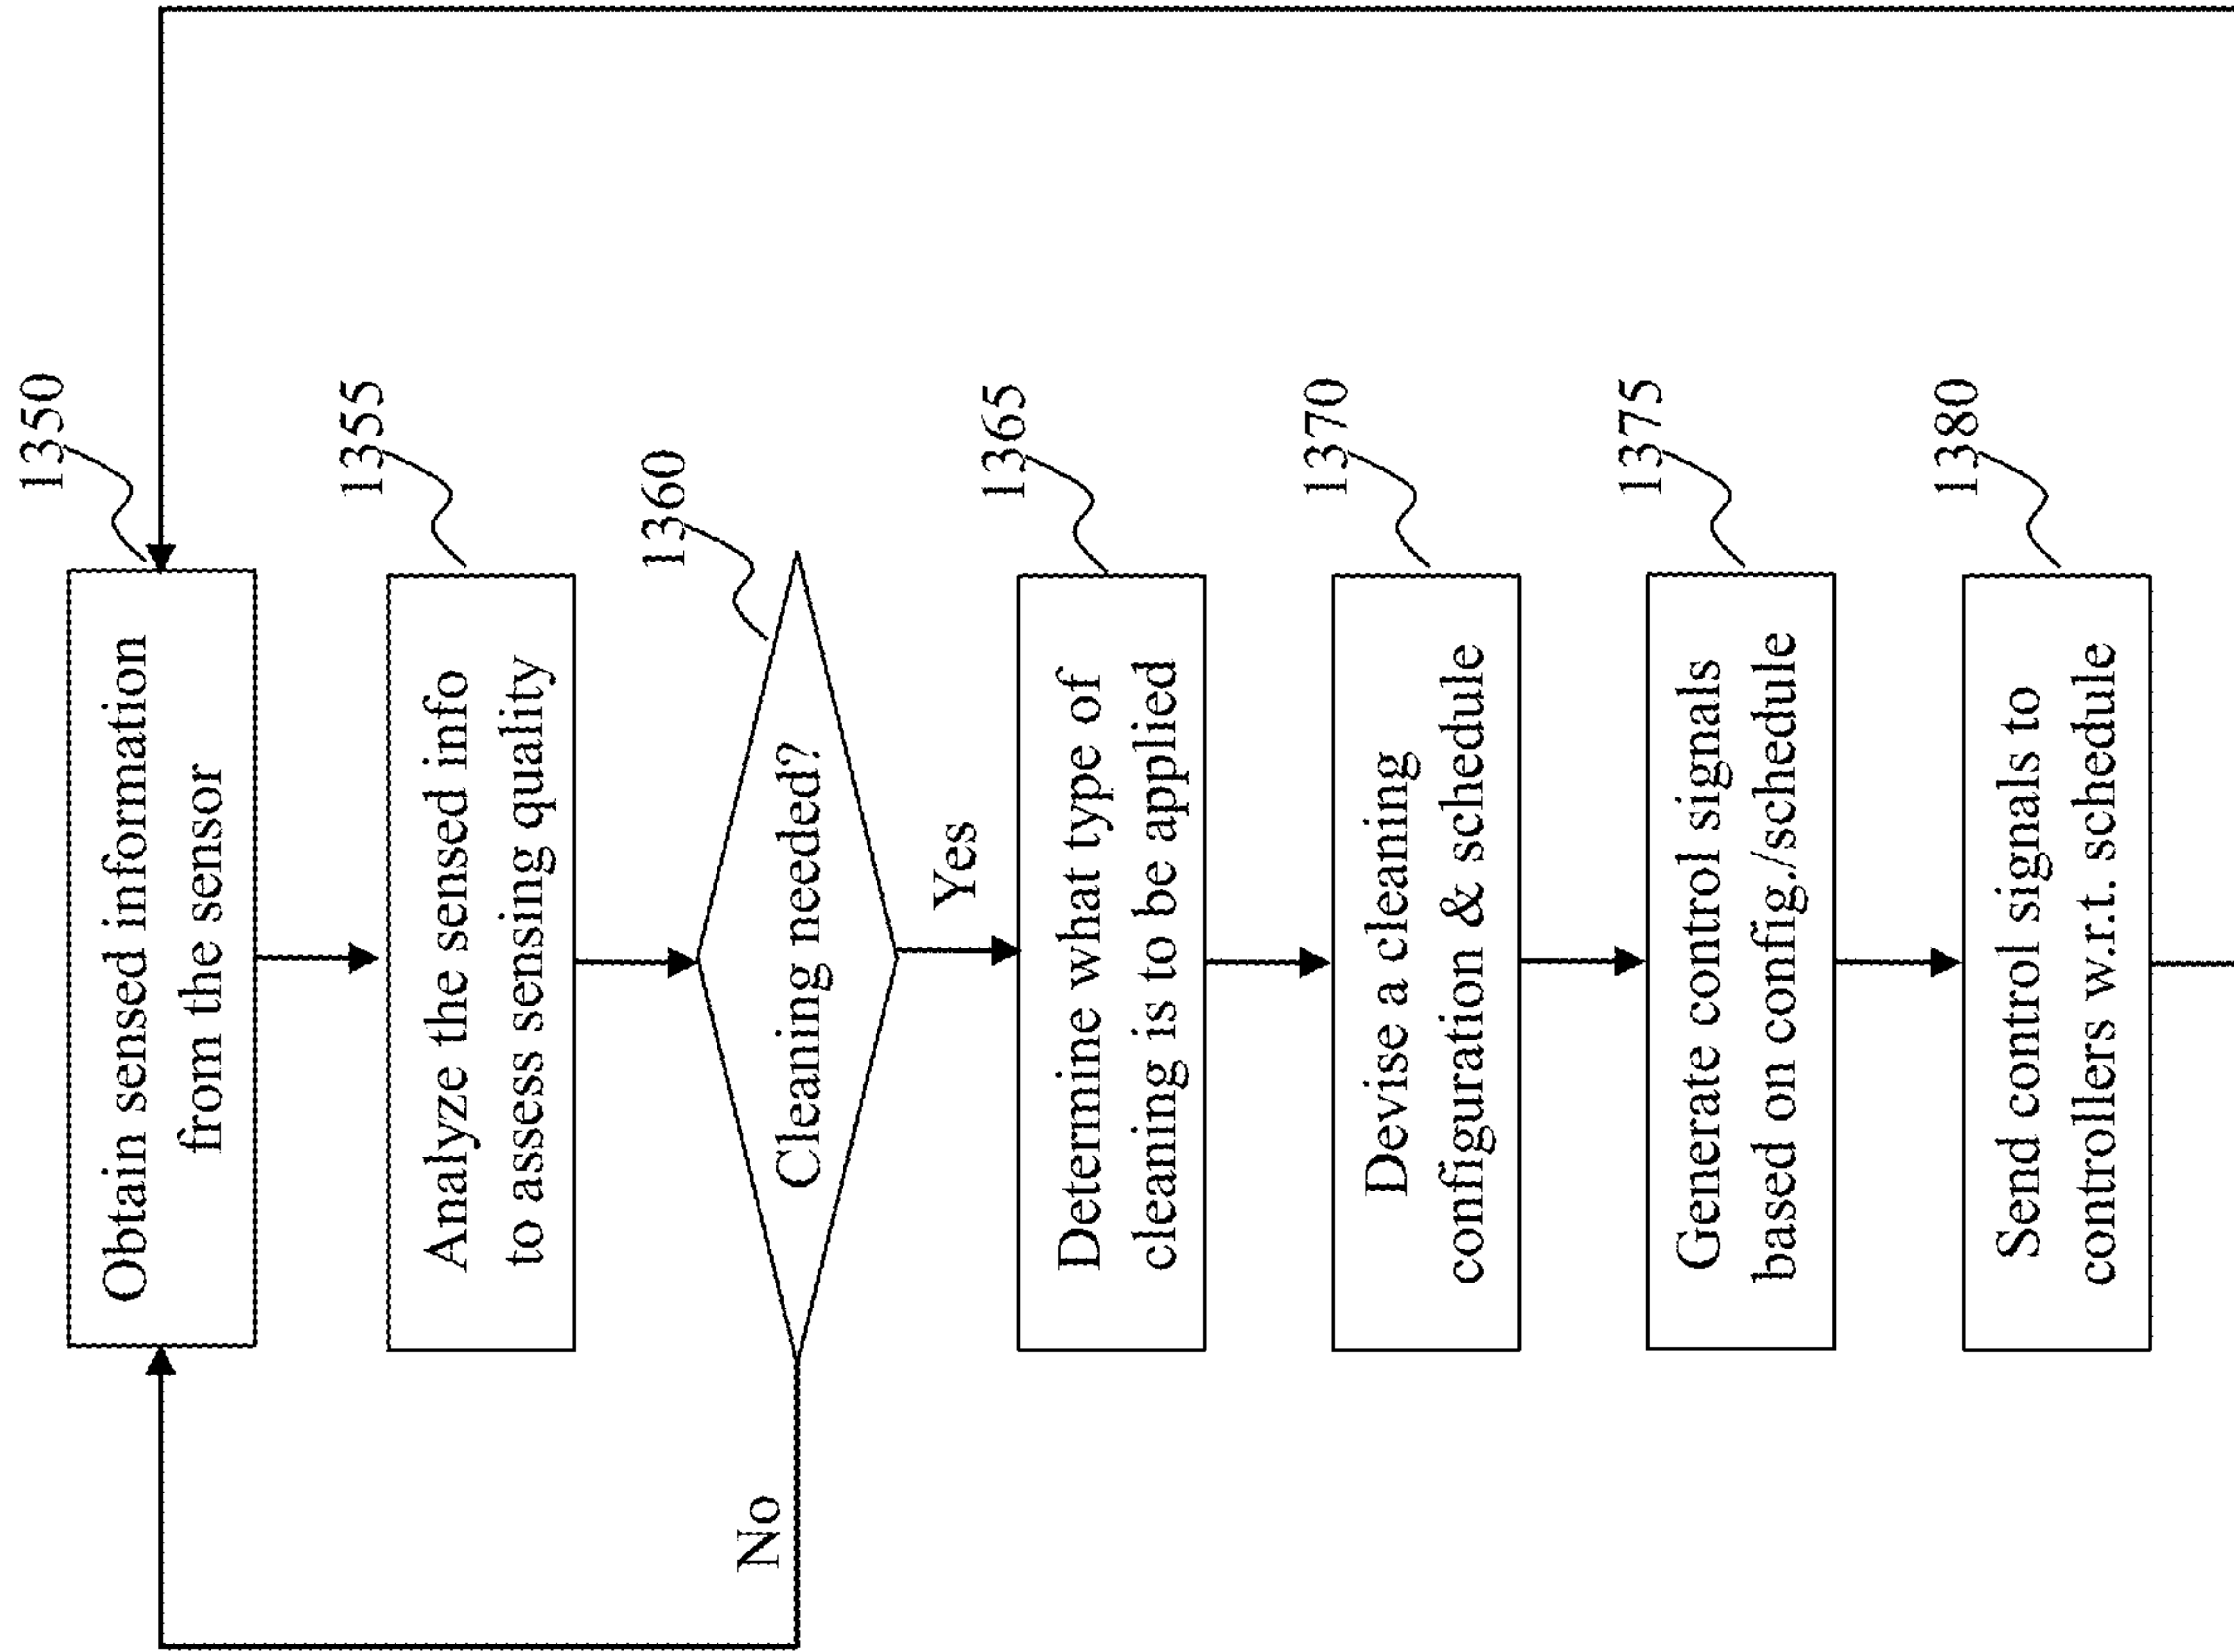 1350
Obtain sensed information
from the sensor
1355
Analyze the sensed info
to assess sensing quality
1360
Cleaning needed?
No
Yes
1365
Determine what type of
cleaning is to be applied
1370
Devise a cleaning
configuration & schedule
1375
Generate control signals
based on config./schedule
1380
Send control signals to
controllers w.r.t. schedule